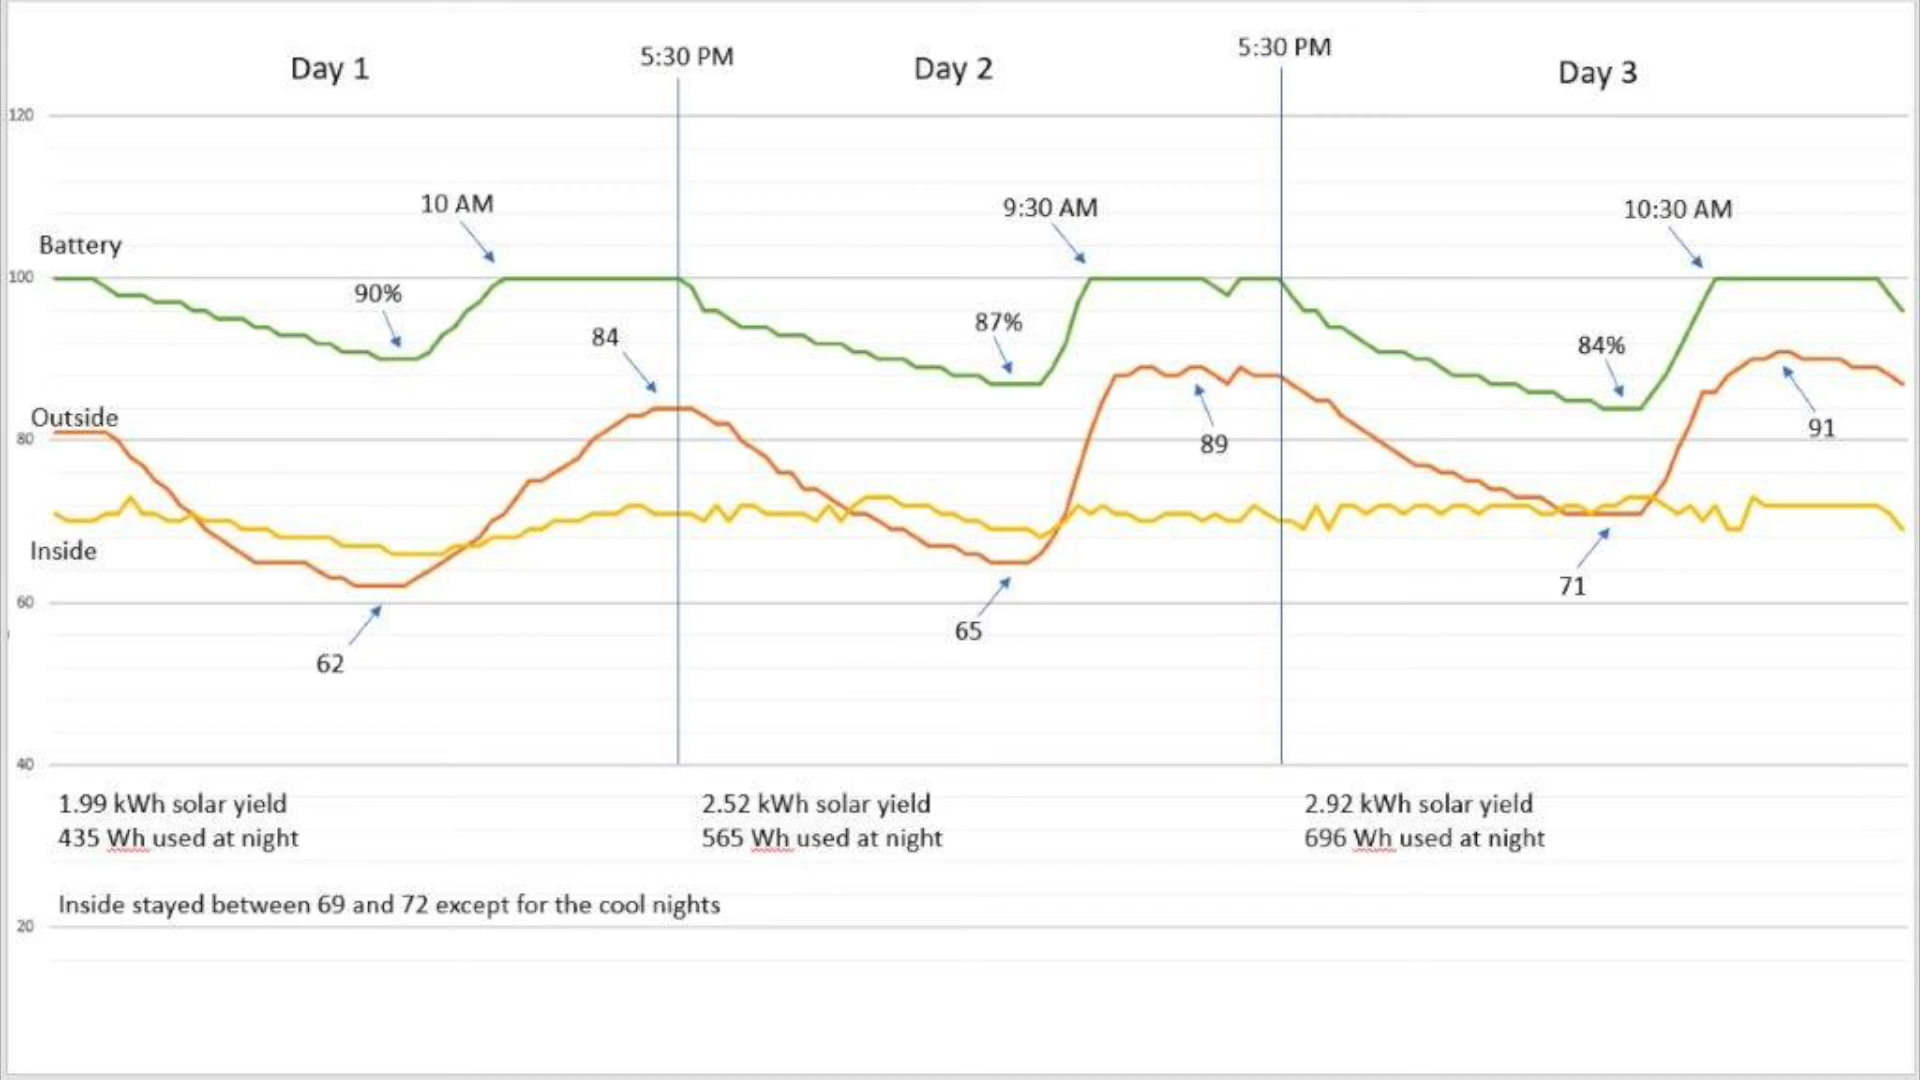 Day 1
5:30 PM
Day 2
5:30 PM
Day 3
120
10 AM
9:30 AM
10:30 AM
Battery
100
90%
84
87%
84%
Outside
80
89
91
Inside
71
60
62
65
40
1.99 kWh solar yield
435 Wh used at night
2.52 kWh solar yield
565 Wh used at night
2.92 kWh solar yield
696 Wh used at night
Inside stayed between 69 and 72 except for the cool nights
20